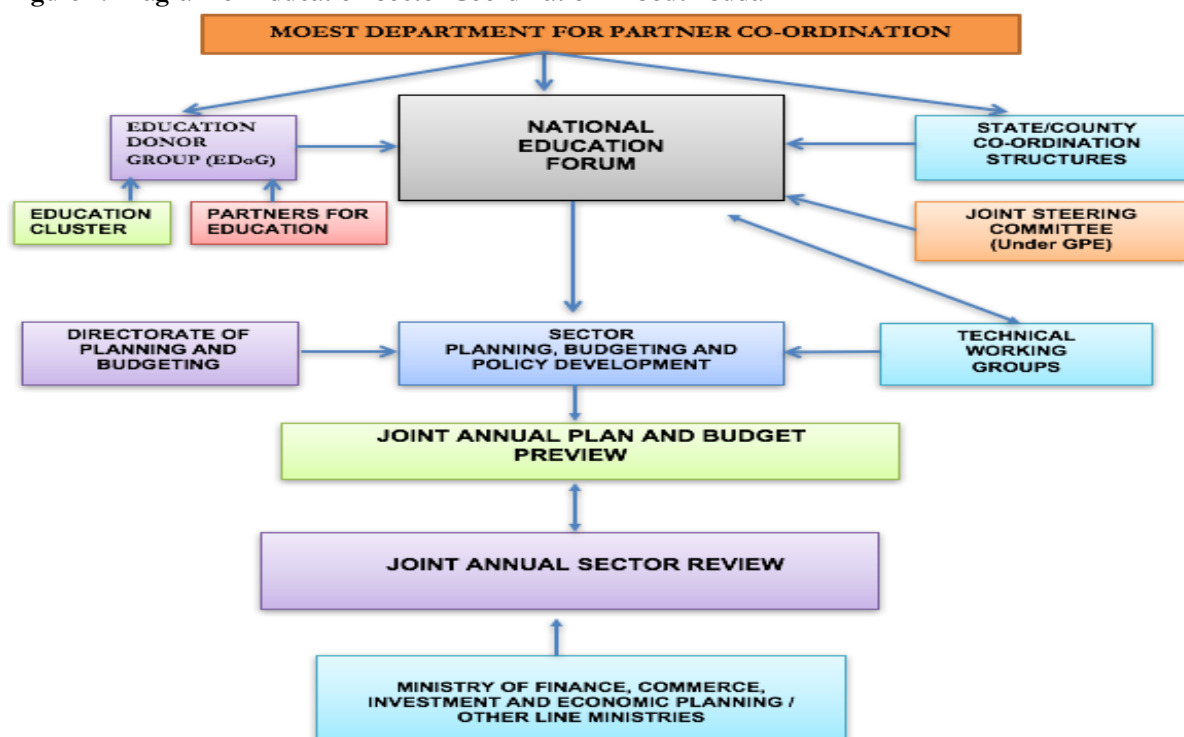 MOEST DEPARTMENT FOR PARTNER CO-ORDINATION
EDUCATION
DONOR
GROUP (EDoG)
NATIONAL
EDUCATION
FORUM
STATE/COUNTY
CO-ORDINATION
STRUCTURES
EDUCATION
CLUSTER
PARTNERS FOR
EDUCATION
JOINT STEERING
COMMITTEE
(Under GPE)
DIRECTORATE OF
PLANNING AND
BUDGETING
SECTOR
PLANNING, BUDGETING AND
POLICY DEVELOPMENT
TECHNICAL
WORKING
GROUPS
JOINT ANNUAL PLAN AND BUDGET
PREVIEW
JOINT ANNUAL SECTOR REVIEW
MINISTRY OF FINANCE, COMMERCE,
INVESTMENT AND ECONOMIC PLANNING /
OTHER LINE MINISTRIES